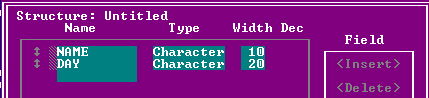 Structure: Untitled
Name Type Width Dec
Field
↕ NAME Character 10
<Insert>
↕ DAY Character 20
<Delete>